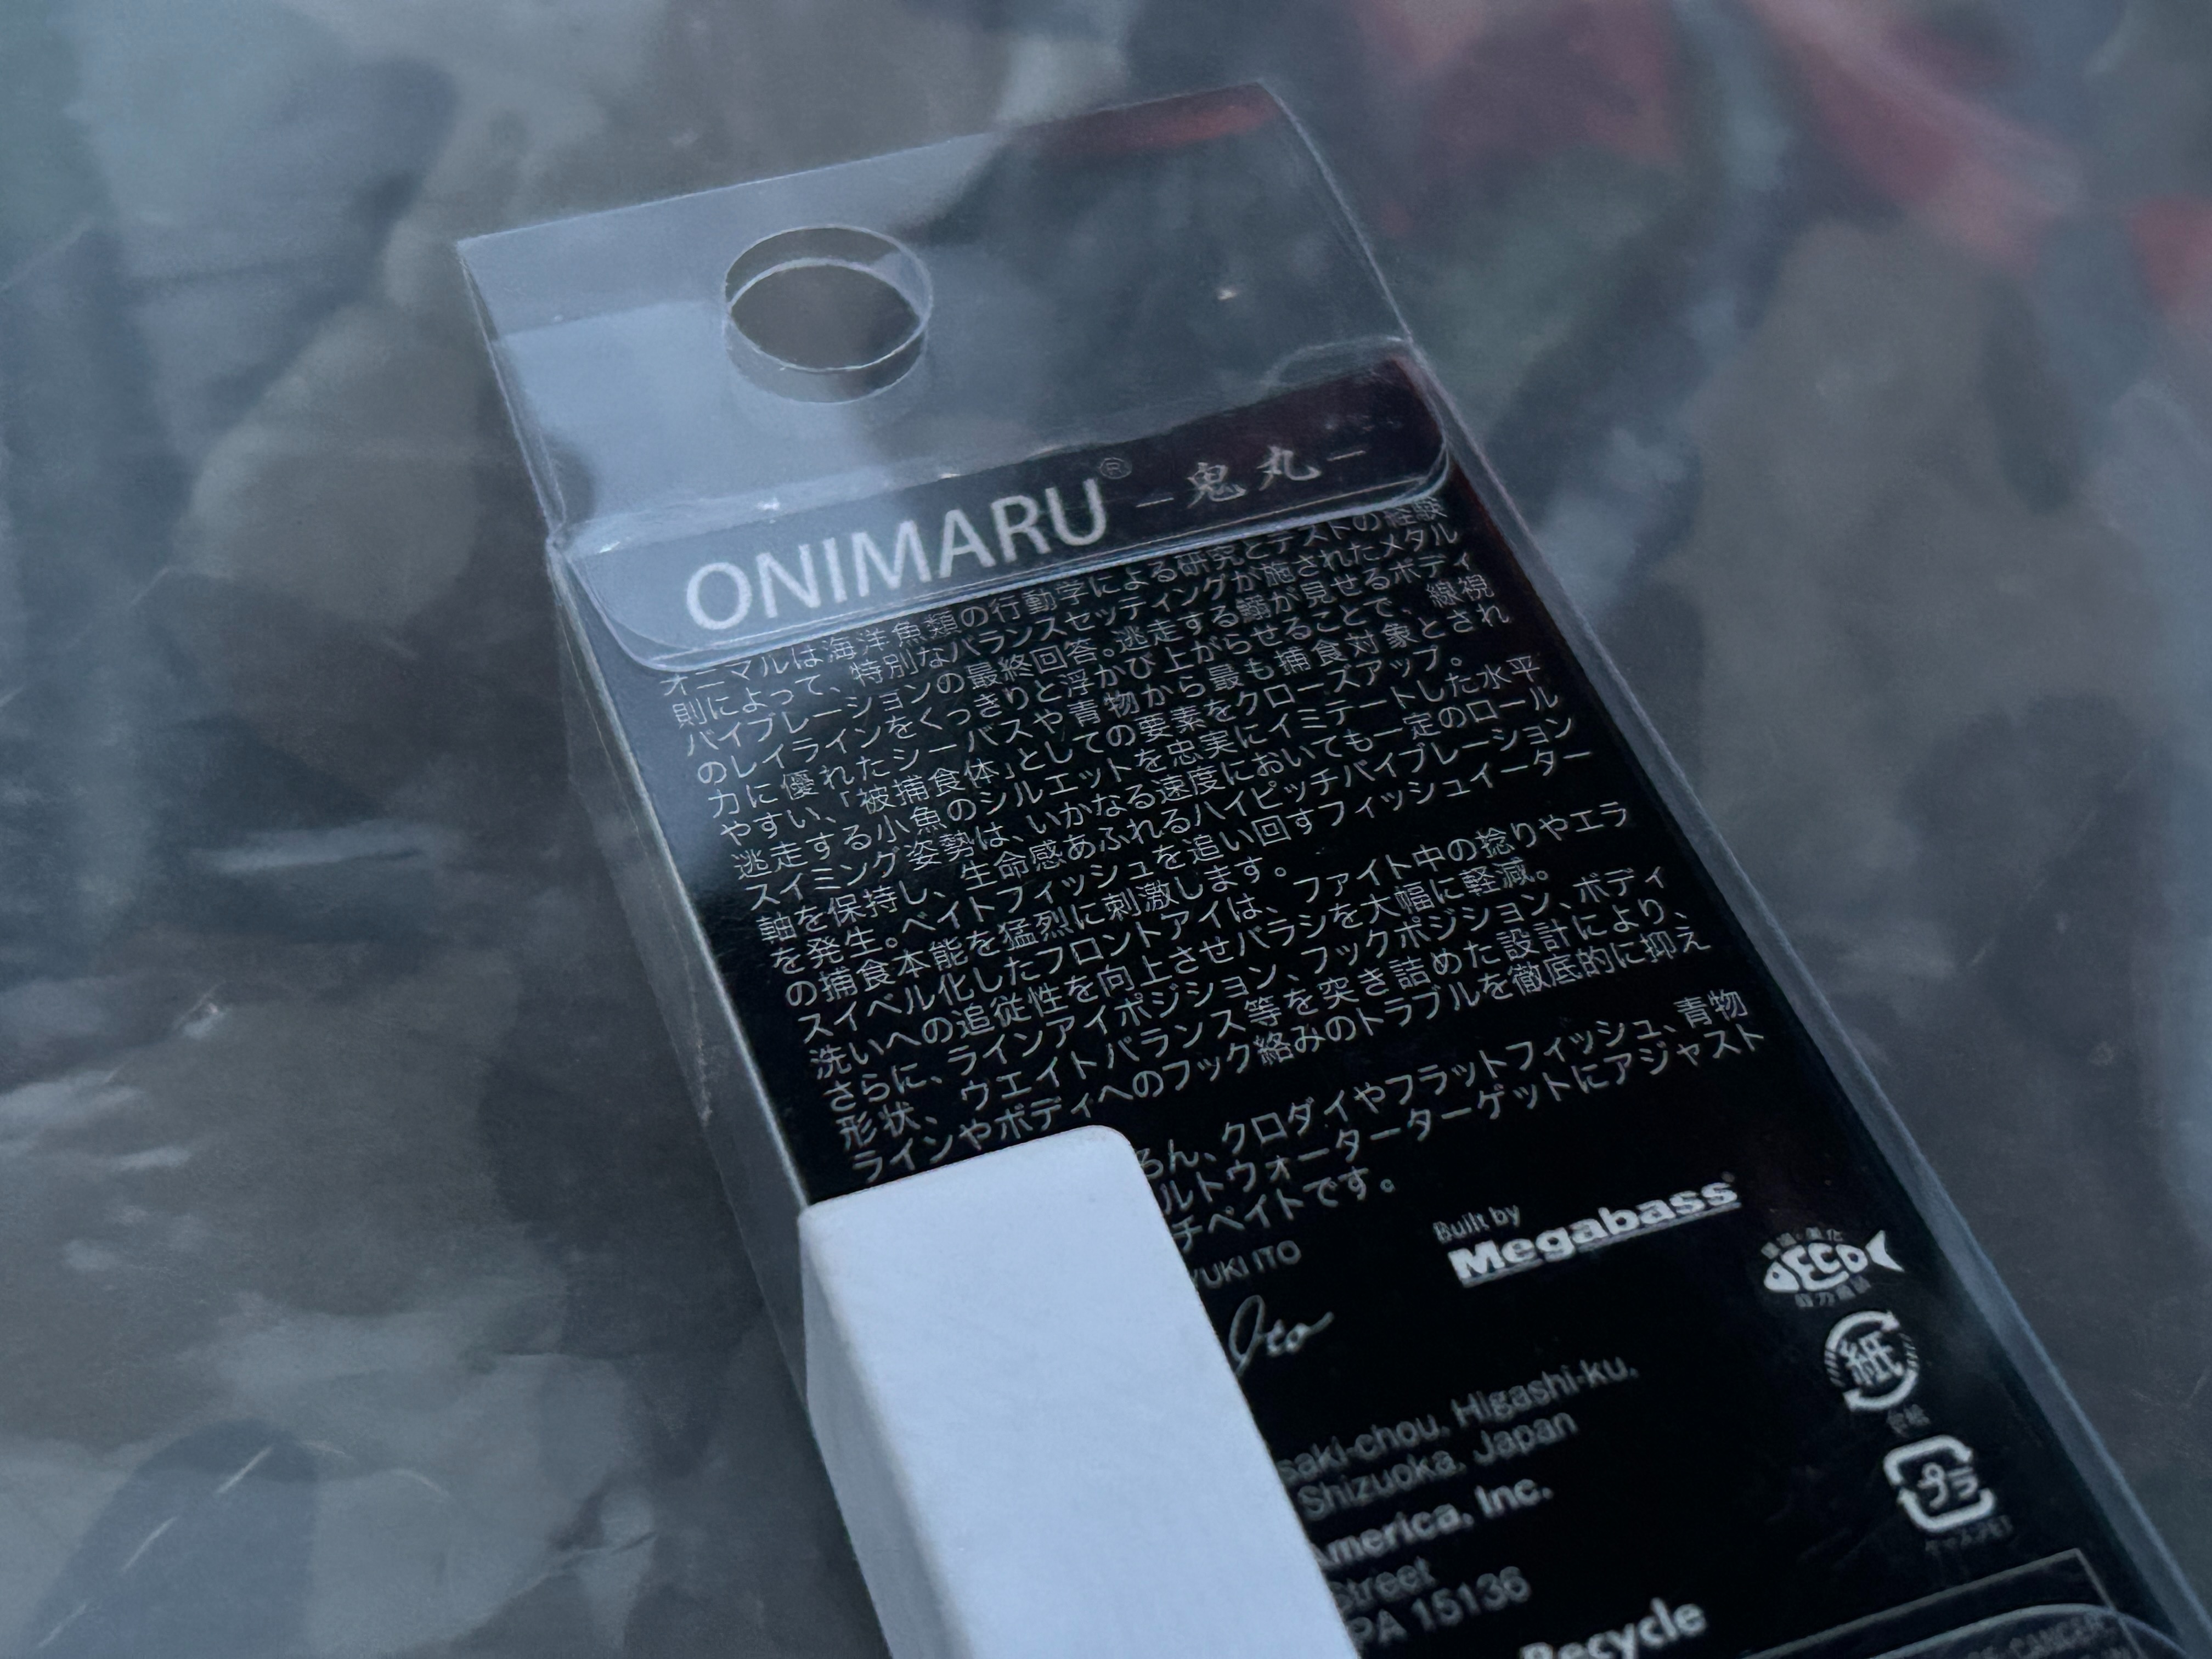 ONIMARU® −鬼丸−
オニマルは海洋魚類の行動学による研究とテストの経験
則によって、特別なバランスセッティングが施されたメタル
バイブレーションの最終回答。逃走する鰯が見せるボディ
のレイラインをくっきりと浮かび上がらせることで、線視
力に優れたシーバスや青物から最も捕食対象とされ
やすい、「被捕食体」としての要素をクローズアップ。
逃走する小魚のシルエットを忠実にイミテートした水平
スイミング姿勢は、いかなる速度においても一定のロール
軸を保持し、生命感あふれるハイピッチバイブレーション
を発生。ベイトフィッシュを追い回すフィッシュイーター
の捕食本能を猛烈に刺激します。
スイベル化したフロントアイは、ファイト中の捻りやエラ
洗いへの追従性を向上させバラシを大幅に軽減。
さらに、ラインアイポジション、フックポジション、ボディ
形状、ウエイトバランス等を突き詰めた設計により、
ラインやボディへのフック絡みのトラブルを徹底的に抑え
ろん、クロダイやフラットフィッシュ、青物
ルトウォーターターゲットにアジャスト
チベイトです。
YUKI ITO
Ito
Built by
Megabass®
ECO
紙
台紙
プラ
saki-chou, Higashi-ku,
Shizuoka, Japan
America, Inc.
Street
PA 15136
Recycle
CANCER